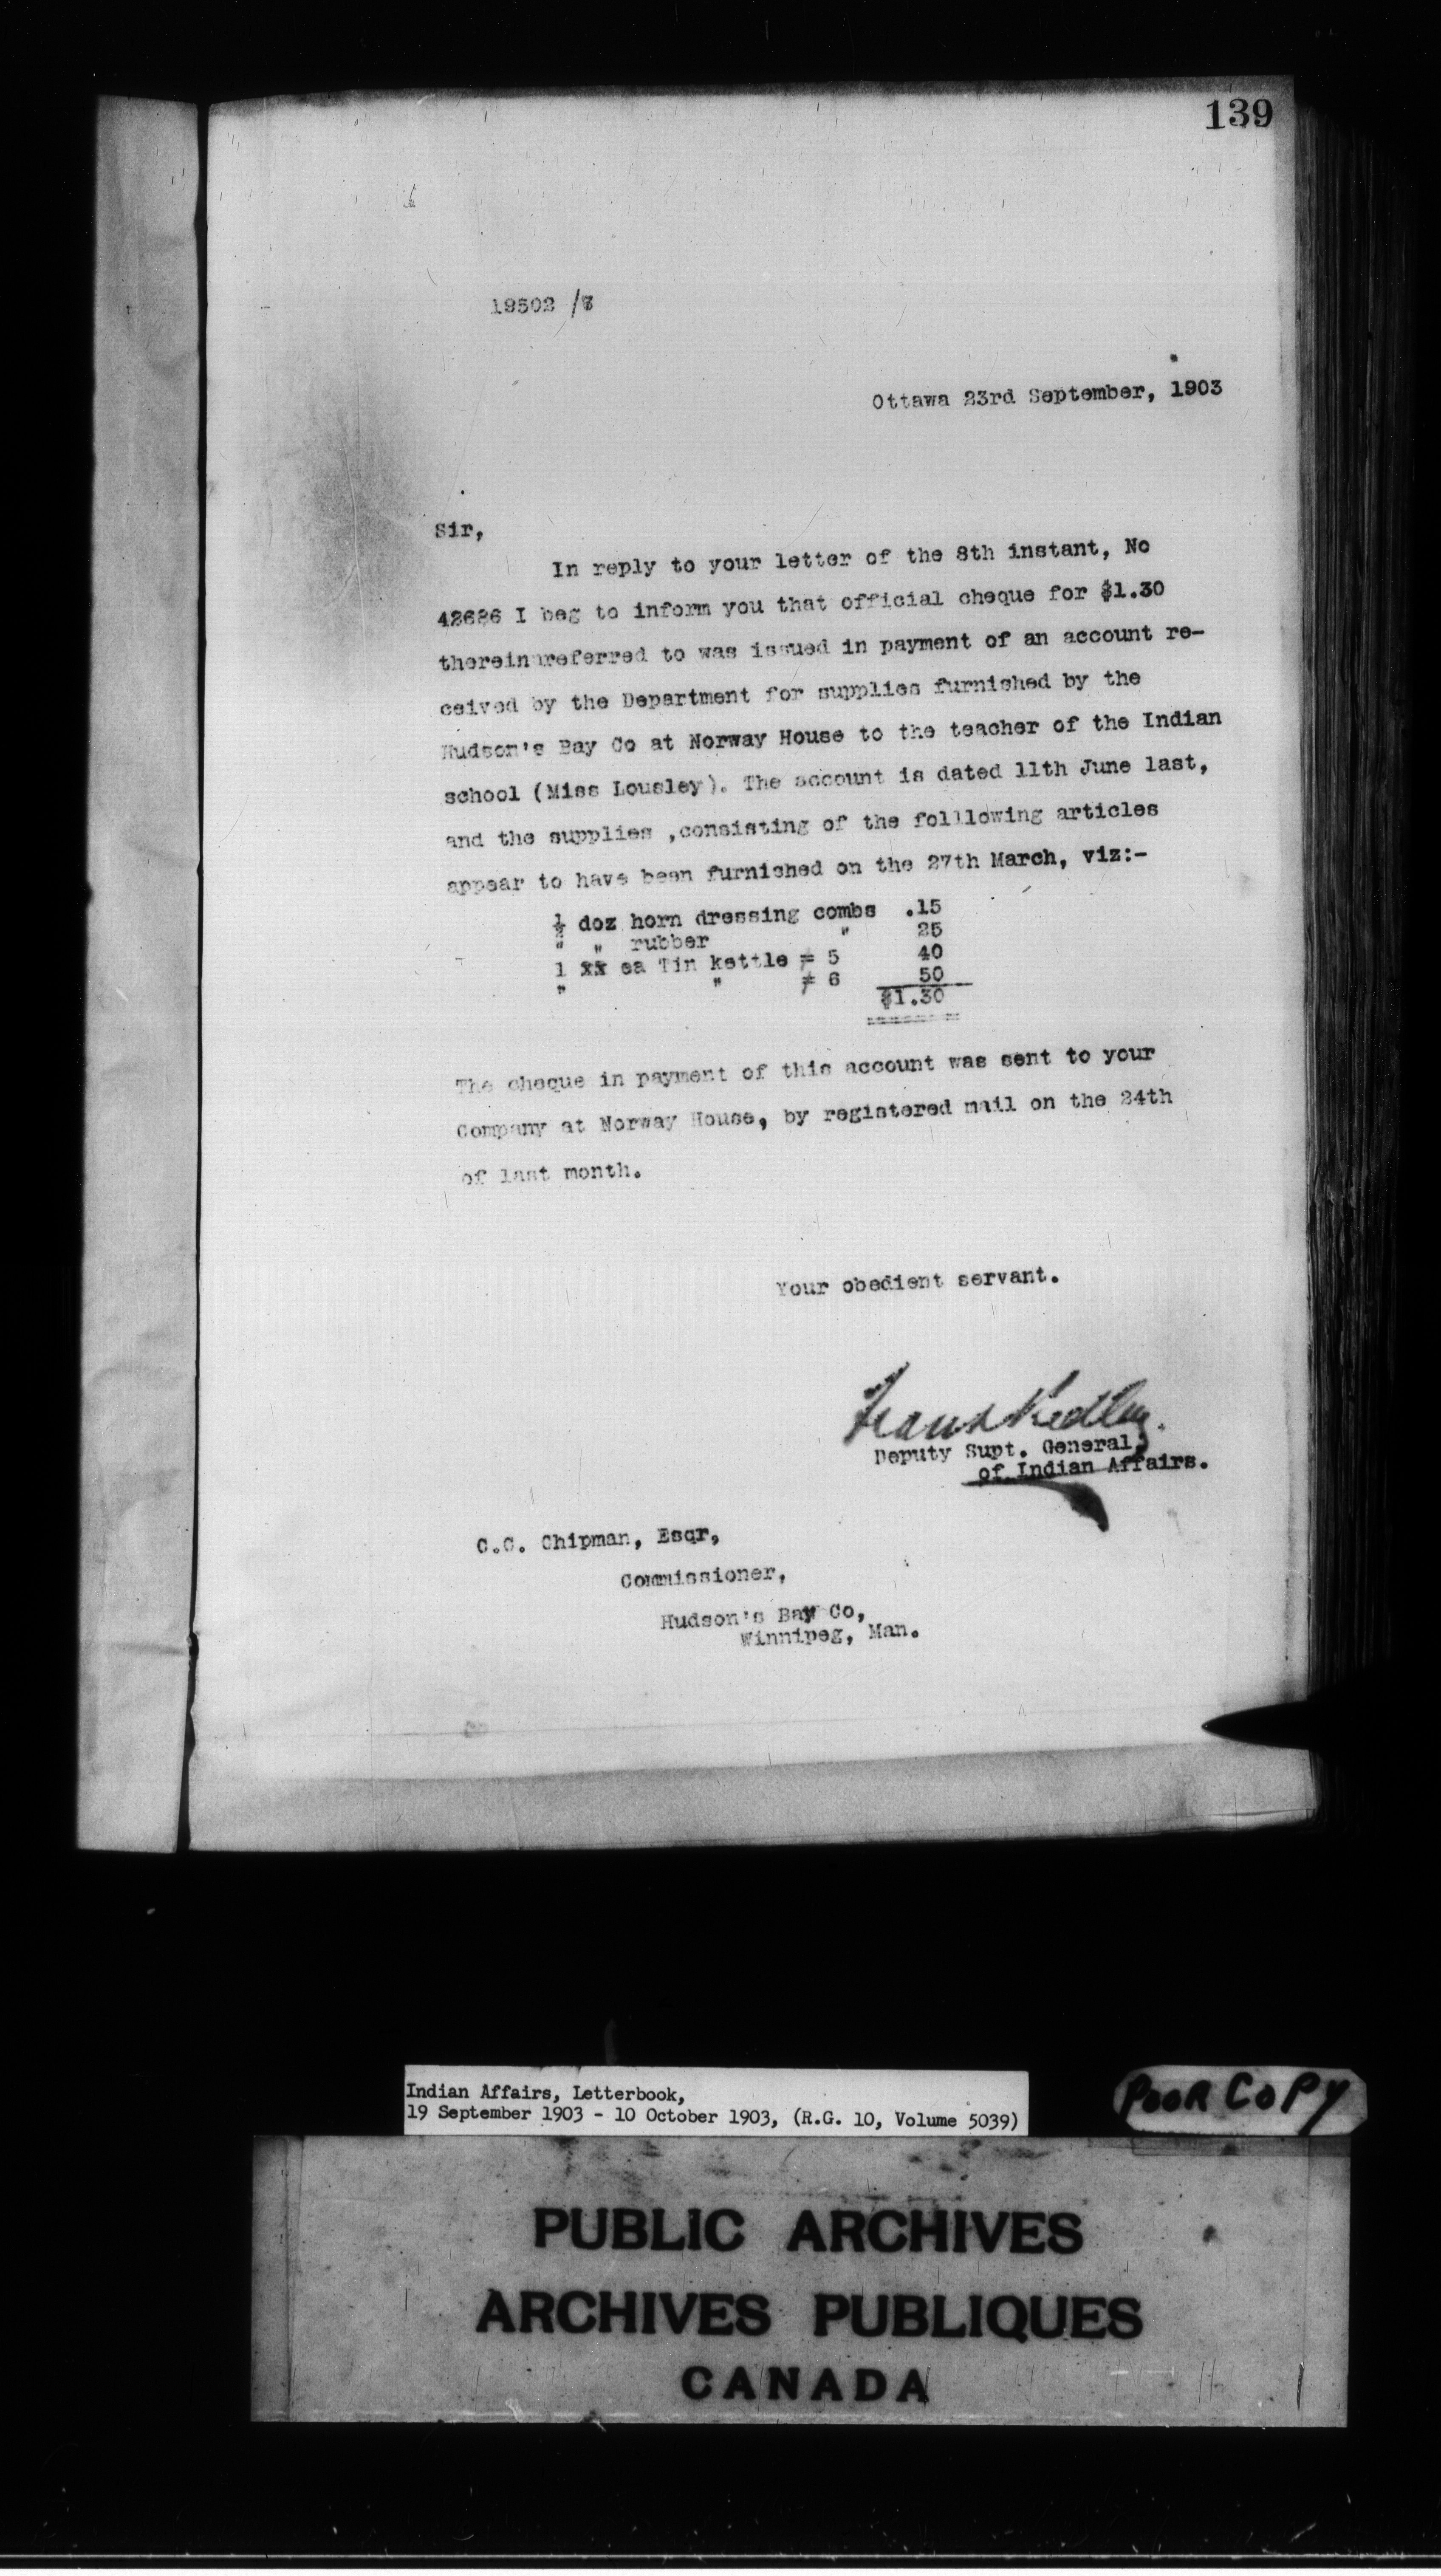 139
19502 /7
Ottawa 23rd September, 1903
Sir,
In reply to your letter of the 8th instant, No
42686 I beg to inform you that official cheque for $1.30
therein referred to was issued in payment of an account re-
ceived by the Department for supplies furnished by the
Hudson's Bay Co at Norway House to the teacher of the Indian
school (Miss Lousley). The account is dated 11th June last,
and the supplies ,consisting of the folllowing articles
appear to have been furnished on the 27th March, viz:-
½ doz horn dressing combs .15
" " rubber " 25
1 xx ea Tin kettle # 5 40
" " # 6 50
$1.30
The cheque in payment of this account was sent to your
Company at Norway House, by registered mail on the 24th
of last month.
Your obedient servant.
Frank Pedley
Deputy Supt. General,
of Indian Affairs.
C.C. Chipman, Esqr,
Commissioner,
Hudson's Bay Co,
Winnipeg, Man.
Indian Affairs, Letterbook,
19 September 1903 - 10 October 1903, (R.G. 10, Volume 5039)
POOR COPY
PUBLIC ARCHIVES
ARCHIVES PUBLIQUES
CANADA